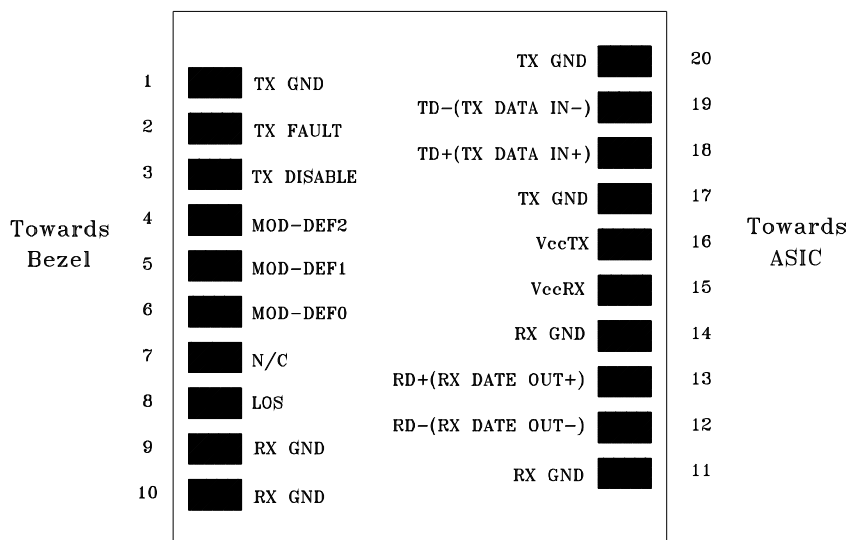 1 TX GND
2 TX FAULT
3 TX DISABLE
4 MOD-DEF2
5 MOD-DEF1
6 MOD-DEF0
7 N/C
8 LOS
9 RX GND
10 RX GND
Towards
Bezel
TX GND 20
TD-(TX DATA IN-) 19
TD+(TX DATA IN+) 18
TX GND 17
VccTX 16
VccRX 15
RX GND 14
RD+(RX DATE OUT+) 13
RD-(RX DATE OUT-) 12
RX GND 11
Towards
ASIC